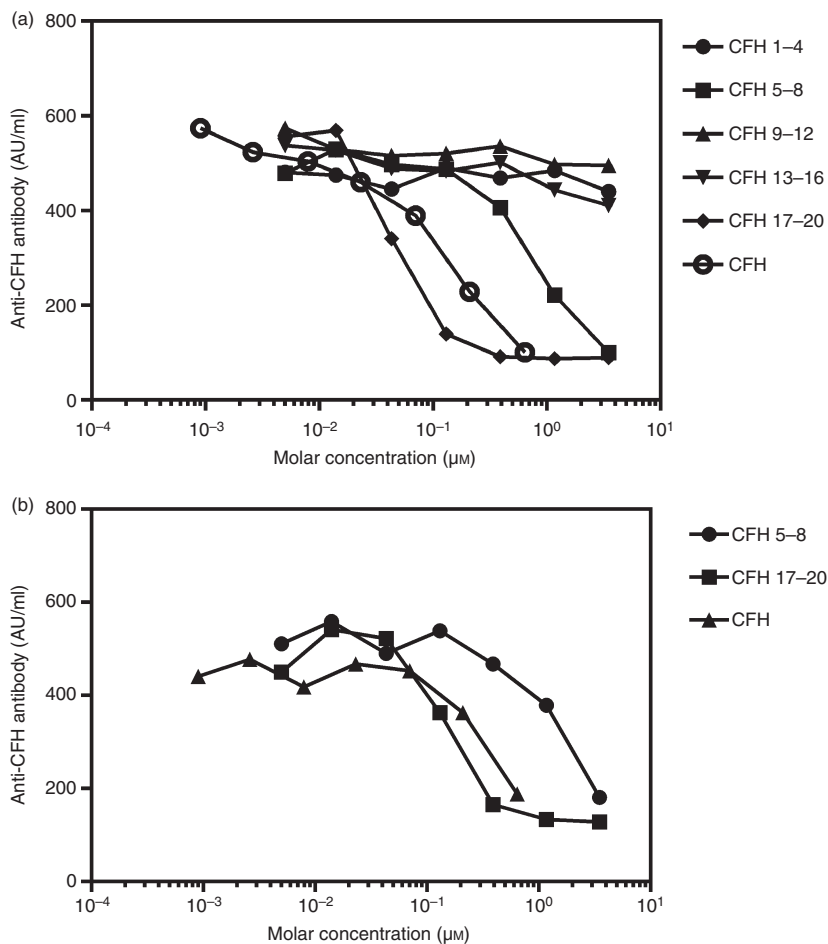 (a)
800
600
400
200
0
Anti-CFH antibody (AU/ml)
10⁻⁴ 10⁻³ 10⁻² 10⁻¹ 10⁰ 10¹
Molar concentration (μM)
CFH 1–4
CFH 5–8
CFH 9–12
CFH 13–16
CFH 17–20
CFH
(b)
800
600
400
200
0
Anti-CFH antibody (AU/ml)
10⁻⁴ 10⁻³ 10⁻² 10⁻¹ 10⁰ 10¹
Molar concentration (μM)
CFH 5–8
CFH 17–20
CFH